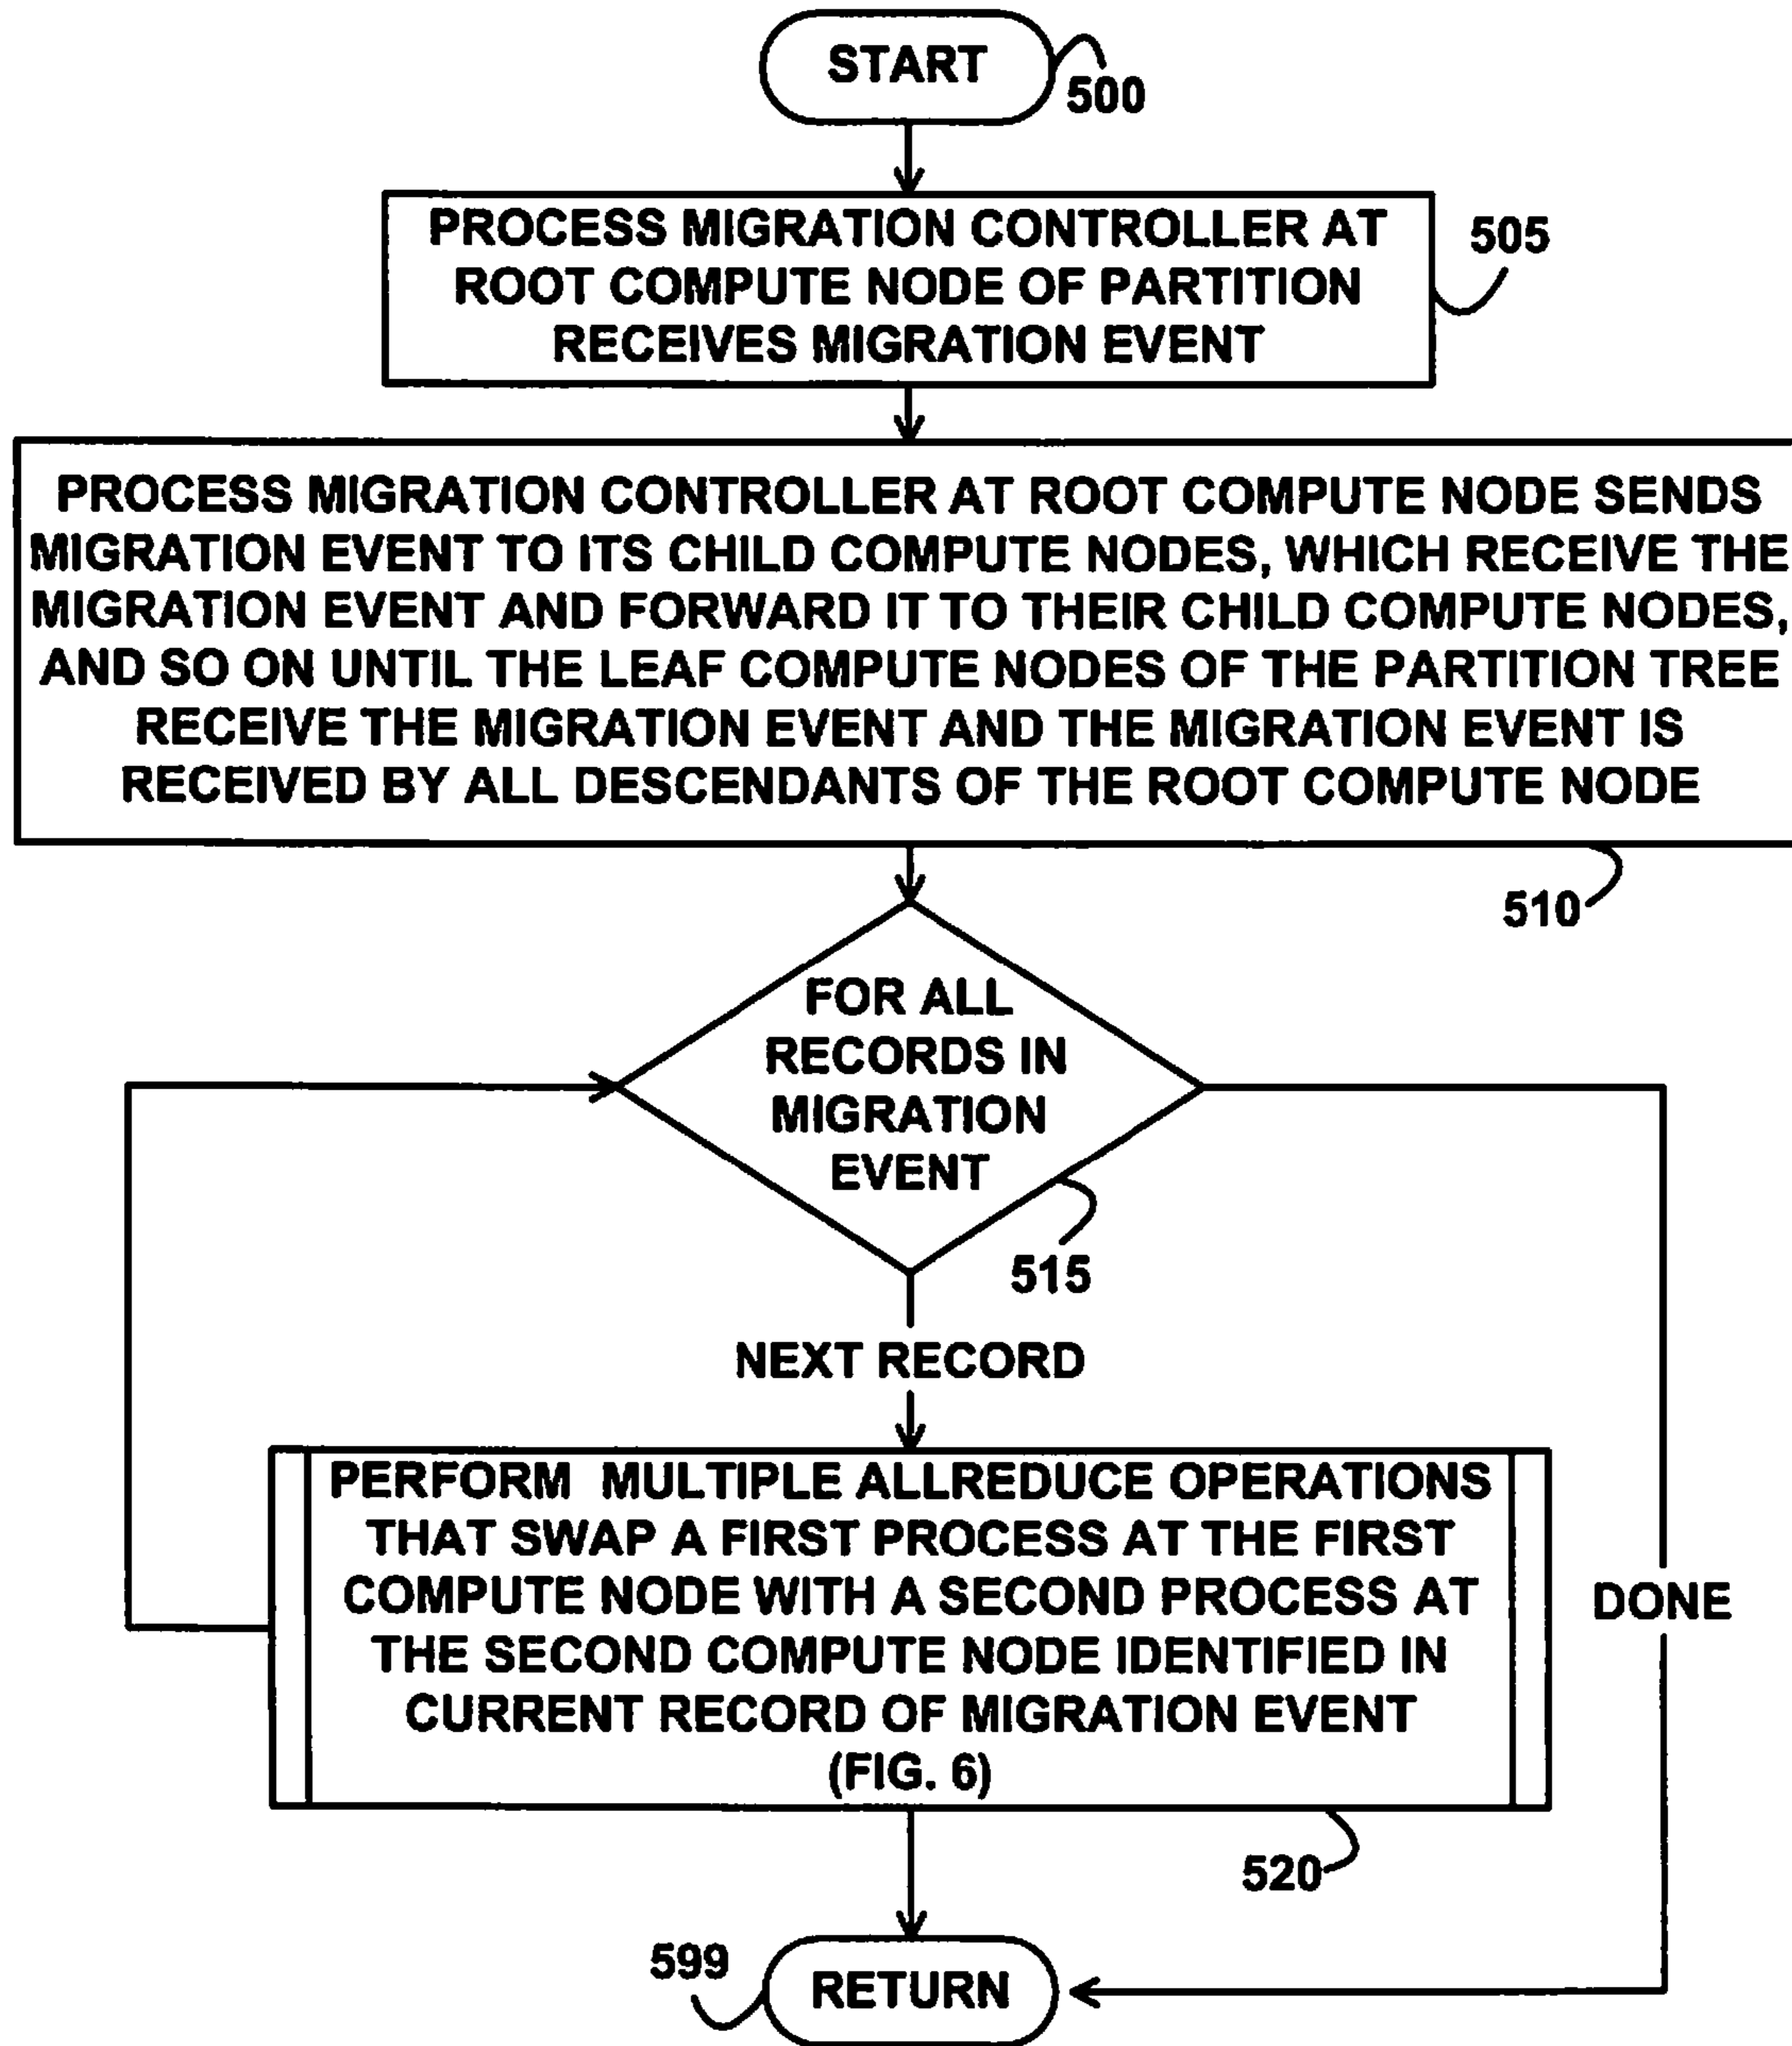 START
500
PROCESS MIGRATION CONTROLLER AT
ROOT COMPUTE NODE OF PARTITION
RECEIVES MIGRATION EVENT
505
PROCESS MIGRATION CONTROLLER AT ROOT COMPUTE NODE SENDS
MIGRATION EVENT TO ITS CHILD COMPUTE NODES, WHICH RECEIVE THE
MIGRATION EVENT AND FORWARD IT TO THEIR CHILD COMPUTE NODES,
AND SO ON UNTIL THE LEAF COMPUTE NODES OF THE PARTITION TREE
RECEIVE THE MIGRATION EVENT AND THE MIGRATION EVENT IS
RECEIVED BY ALL DESCENDANTS OF THE ROOT COMPUTE NODE
510
FOR ALL
RECORDS IN
MIGRATION
EVENT
515
NEXT RECORD
PERFORM MULTIPLE ALLREDUCE OPERATIONS
THAT SWAP A FIRST PROCESS AT THE FIRST
COMPUTE NODE WITH A SECOND PROCESS AT
THE SECOND COMPUTE NODE IDENTIFIED IN
CURRENT RECORD OF MIGRATION EVENT
(FIG. 6)
DONE
520
599
RETURN